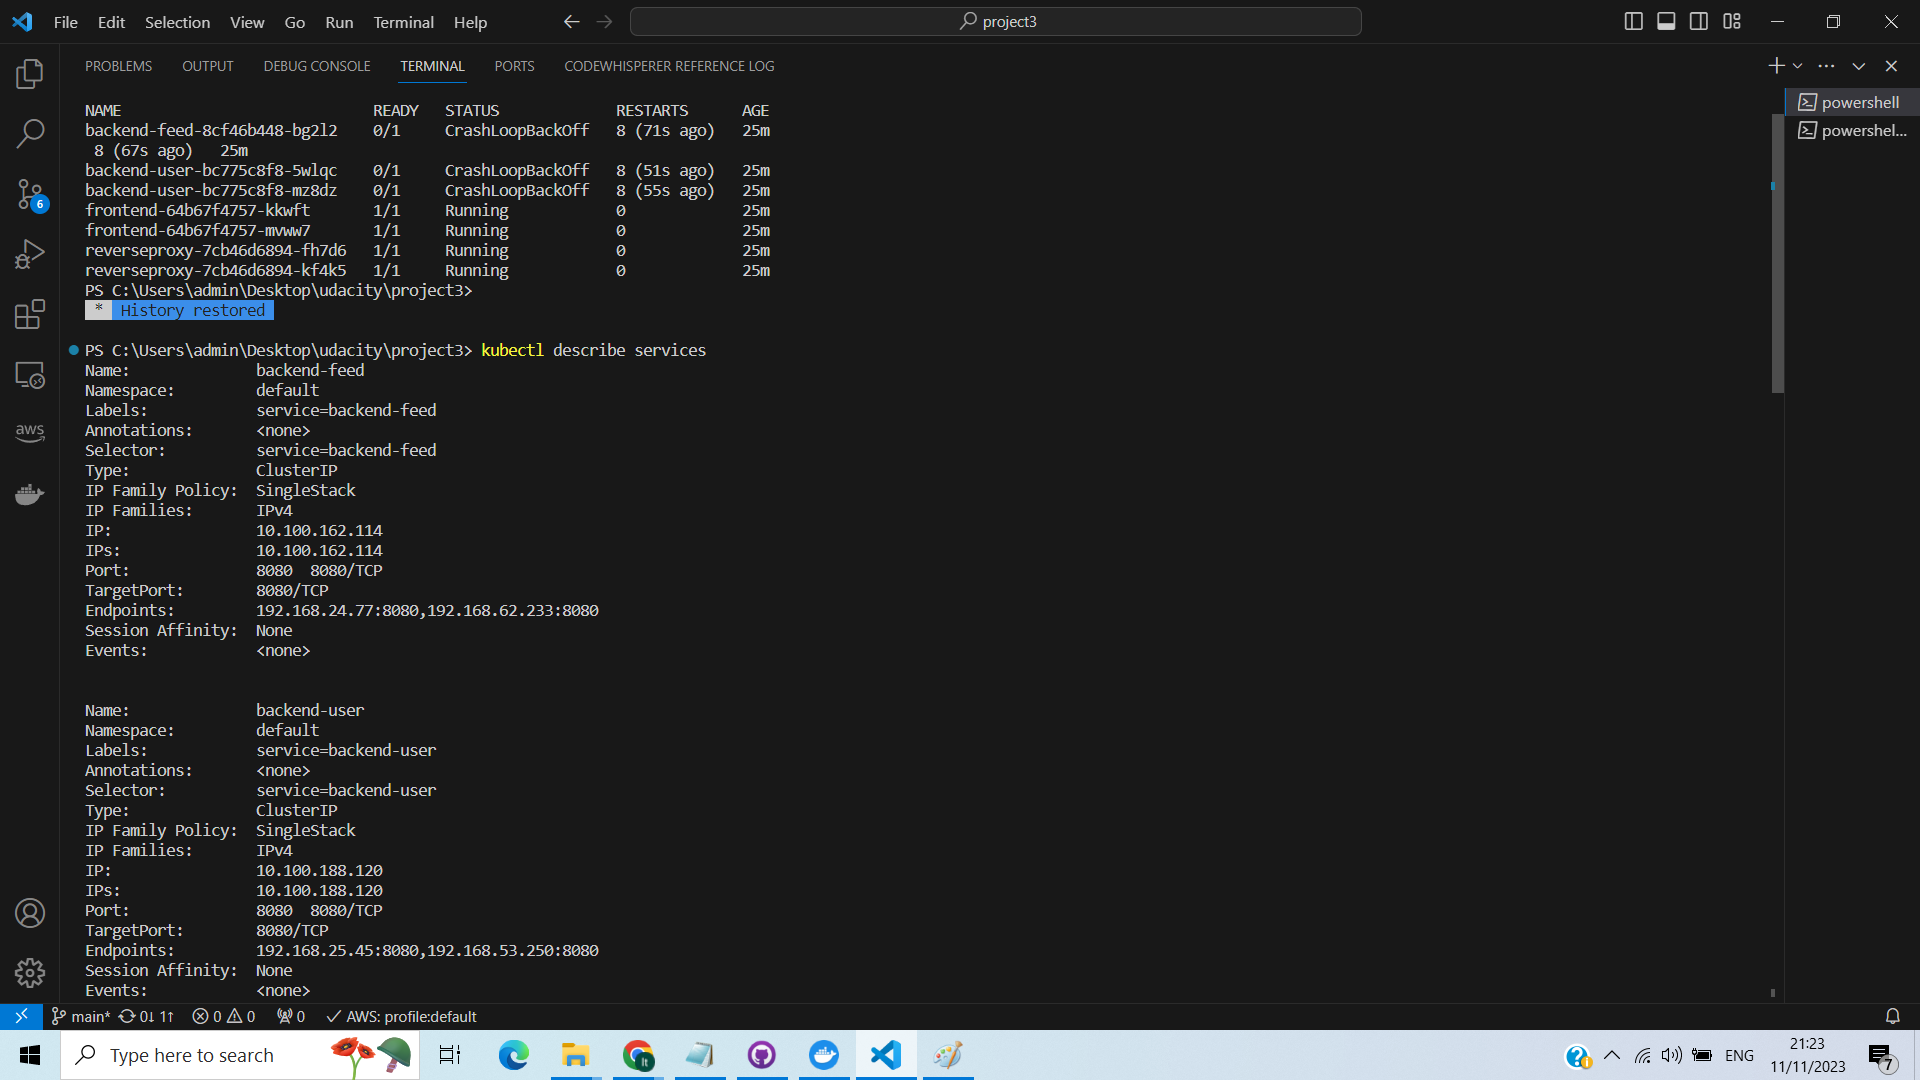 File Edit Selection View Go Run Terminal Help
project3
PROBLEMS OUTPUT DEBUG CONSOLE TERMINAL PORTS CODEWHISPERER REFERENCE LOG
powershell
powershel...
NAME READY STATUS RESTARTS AGE
backend-feed-8cf46b448-bg2l2 0/1 CrashLoopBackOff 8 (71s ago) 25m
8 (67s ago) 25m
backend-user-bc775c8f8-5wlqc 0/1 CrashLoopBackOff 8 (51s ago) 25m
backend-user-bc775c8f8-mz8dz 0/1 CrashLoopBackOff 8 (55s ago) 25m
frontend-64b67f4757-kkwft 1/1 Running 0 25m
frontend-64b67f4757-mvww7 1/1 Running 0 25m
reverseproxy-7cb46d6894-fh7d6 1/1 Running 0 25m
reverseproxy-7cb46d6894-kf4k5 1/1 Running 0 25m
PS C:\Users\admin\Desktop\udacity\project3>
* History restored
PS C:\Users\admin\Desktop\udacity\project3> kubectl describe services
Name: backend-feed
Namespace: default
Labels: service=backend-feed
Annotations: <none>
Selector: service=backend-feed
Type: ClusterIP
IP Family Policy: SingleStack
IP Families: IPv4
IP: 10.100.162.114
IPs: 10.100.162.114
Port: 8080 8080/TCP
TargetPort: 8080/TCP
Endpoints: 192.168.24.77:8080,192.168.62.233:8080
Session Affinity: None
Events: <none>
Name: backend-user
Namespace: default
Labels: service=backend-user
Annotations: <none>
Selector: service=backend-user
Type: ClusterIP
IP Family Policy: SingleStack
IP Families: IPv4
IP: 10.100.188.120
IPs: 10.100.188.120
Port: 8080 8080/TCP
TargetPort: 8080/TCP
Endpoints: 192.168.25.45:8080,192.168.53.250:8080
Session Affinity: None
Events: <none>
6
aws
main* 0↓ 1↑ 0 0 0 AWS: profile:default
Type here to search
It
ENG
21:23
11/11/2023
7